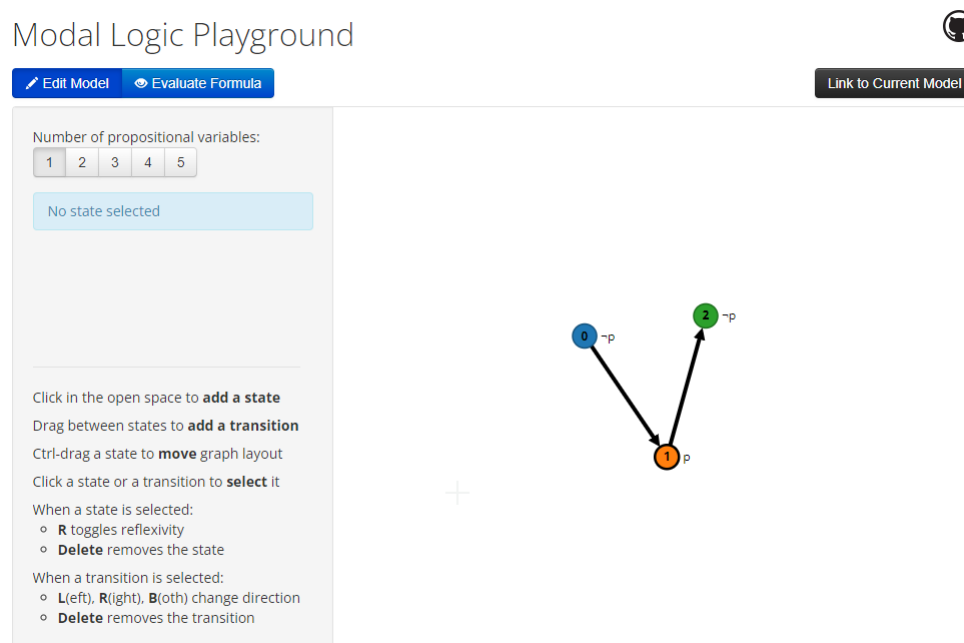 Modal Logic Playground
Edit Model Evaluate Formula Link to Current Model
Number of propositional variables:
1 2 3 4 5
No state selected
2 ¬p
0 ¬p
1 p
Click in the open space to add a state
Drag between states to add a transition
Ctrl-drag a state to move graph layout
Click a state or a transition to select it
When a state is selected:
R toggles reflexivity
Delete removes the state
When a transition is selected:
L(eft), R(ight), B(oth) change direction
Delete removes the transition